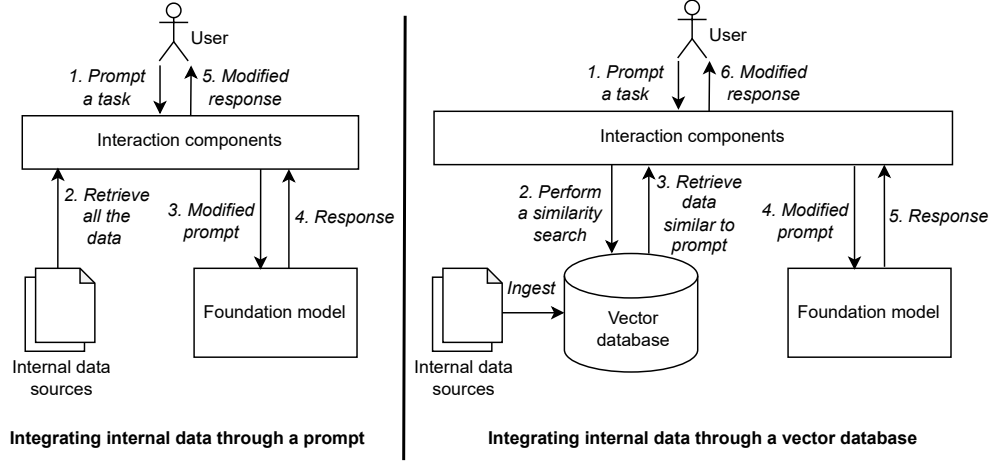 User
1. Prompt
a task
5. Modified
response
Interaction components
2. Retrieve
all the
data
3. Modified
prompt
4. Response
Foundation model
Internal data
sources
Integrating internal data through a prompt
User
1. Prompt
a task
6. Modified
response
Interaction components
2. Perform
a similarity
search
3. Retrieve
data
similar to
prompt
4. Modified
prompt
5. Response
Ingest
Vector
database
Foundation model
Internal data
sources
Integrating internal data through a vector database